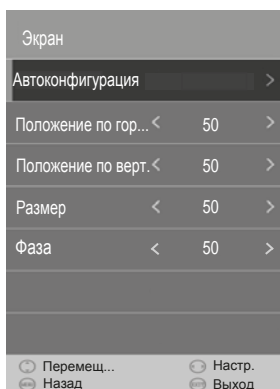 Экран
Автоконфигурация >
Положение по гор... < 50 >
Положение по верт. < 50 >
Размер < 50 >
Фаза < 50 >
Перемещ... Настр.
Назад Выход